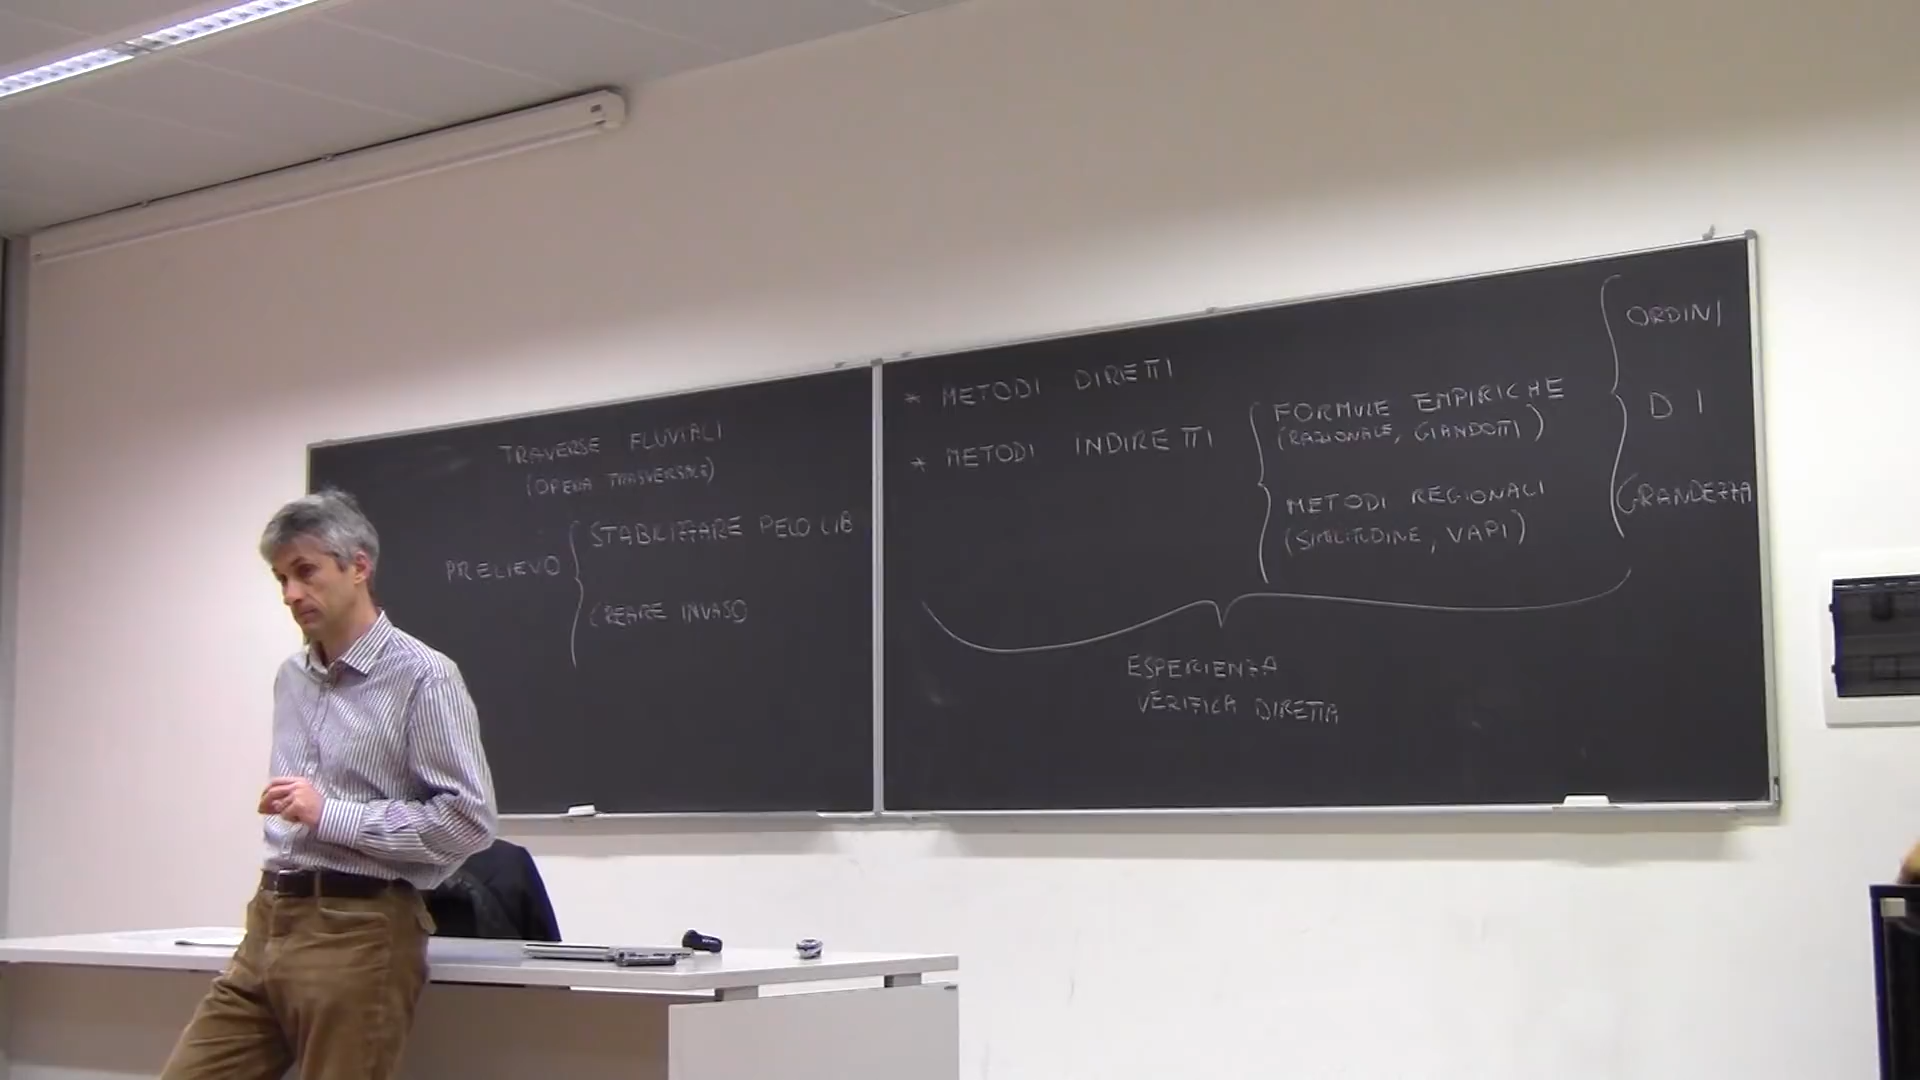 TRAVERSE FLUVIALI
(OPERA TRASVERSALE)
PRELIEVO
STABILIZZARE PELO LIB
CREARE INVASO
* METODI DIRETTI
* METODI INDIRETTI
FORMULE EMPIRICHE
(RAZIONALE, GIANDOTTI)
METODI REGIONALI
(SIMILITUDINE, VAPI)
ORDINI
DI
GRANDEZZA
ESPERIENZA
VERIFICA DIRETTA